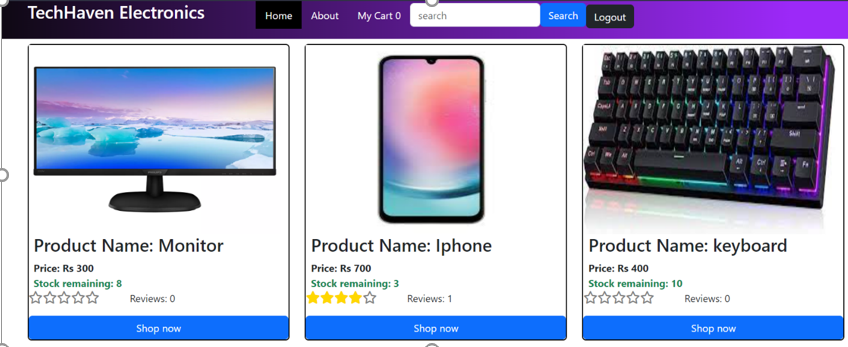 TechHaven Electronics
Home About My Cart 0 search Search Logout
Product Name: Monitor
Price: Rs 300
Stock remaining: 8
Reviews: 0
Shop now
Product Name: Iphone
Price: Rs 700
Stock remaining: 3
Reviews: 1
Shop now
Product Name: keyboard
Price: Rs 400
Stock remaining: 10
Reviews: 0
Shop now